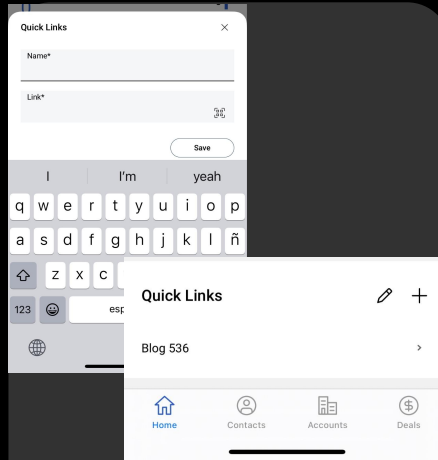 Quick Links
Name*
Link*
Save
I I'm yeah
q w e r t y u i o p
a s d f g h j k l ñ
z x c
123 esp
Quick Links
Blog 536
Home Contacts Accounts Deals